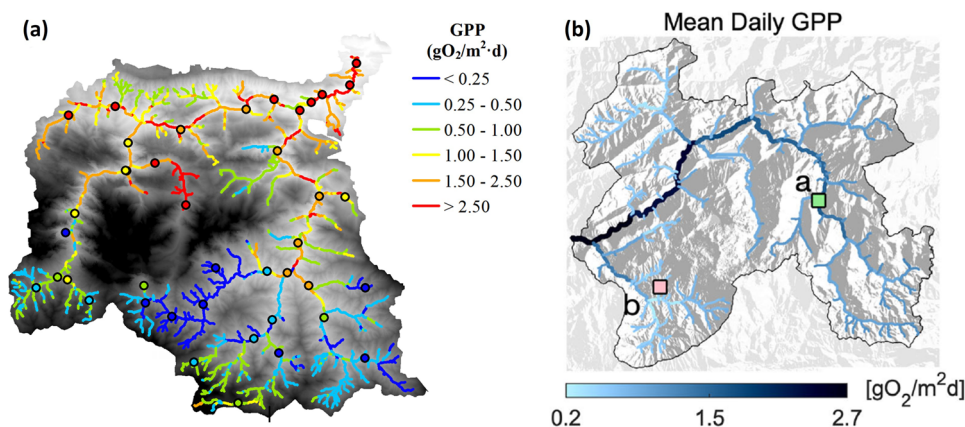 (a)
GPP
(gO₂/m²·d)
< 0.25
0.25 - 0.50
0.50 - 1.00
1.00 - 1.50
1.50 - 2.50
> 2.50
(b)
Mean Daily GPP
a
b
[gO₂/m²d]
0.2
1.5
2.7